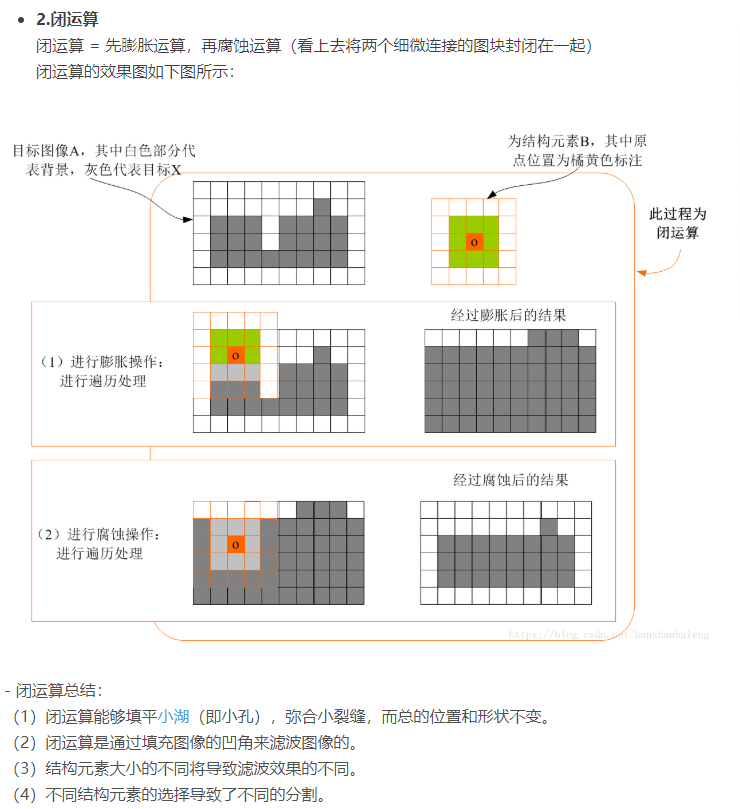 2.闭运算
闭运算 = 先膨胀运算，再腐蚀运算（看上去将两个细微连接的图块封闭在一起）
闭运算的效果图如下图所示：
目标图像A，其中白色部分代
表背景，灰色代表目标X
为结构元素B，其中原
点位置为橘黄色标注
此过程为
闭运算
o
经过膨胀后的结果
（1）进行膨胀操作：
进行遍历处理
o
经过腐蚀后的结果
（2）进行腐蚀操作：
进行遍历处理
o
https://blog.csdn.net/hanshanbuleng
- 闭运算总结：
（1）闭运算能够填平小湖（即小孔），弥合小裂缝，而总的位置和形状不变。
（2）闭运算是通过填充图像的凹角来滤波图像的。
（3）结构元素大小的不同将导致滤波效果的不同。
（4）不同结构元素的选择导致了不同的分割。